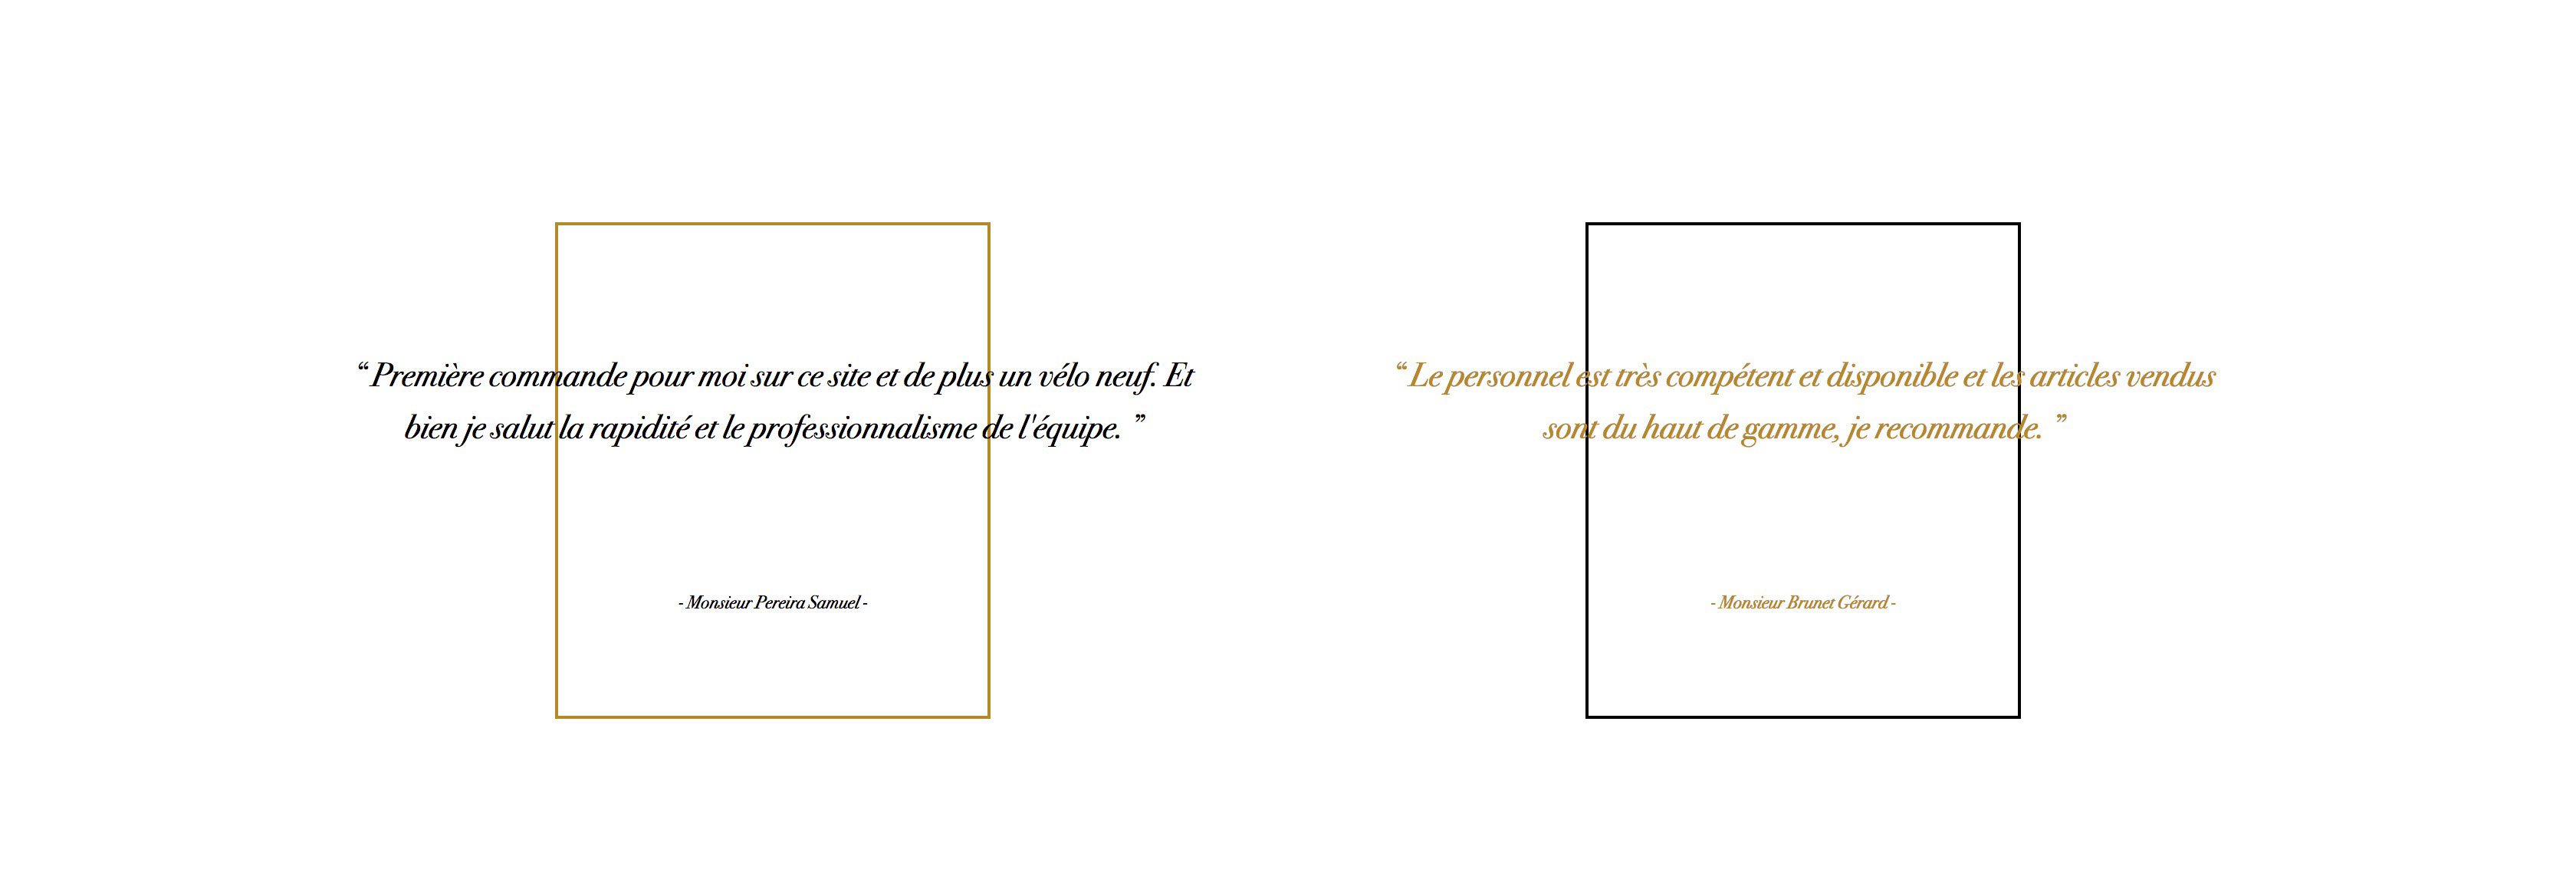 “ Première commande pour moi sur ce site et de plus un vélo neuf. Et
bien je salut la rapidité et le professionnalisme de l'équipe. ”
- Monsieur Pereira Samuel -
“ Le personnel est très compétent et disponible et les articles vendus
sont du haut de gamme, je recommande. ”
- Monsieur Brunet Gérard -